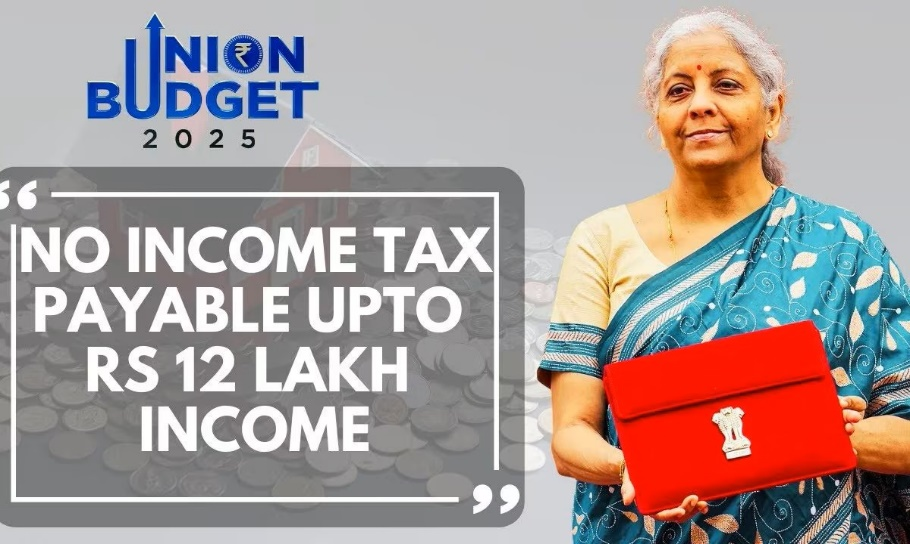 UNION
BUDGET
2025
“
NO INCOME TAX
PAYABLE UPTO
RS 12 LAKH
INCOME
”